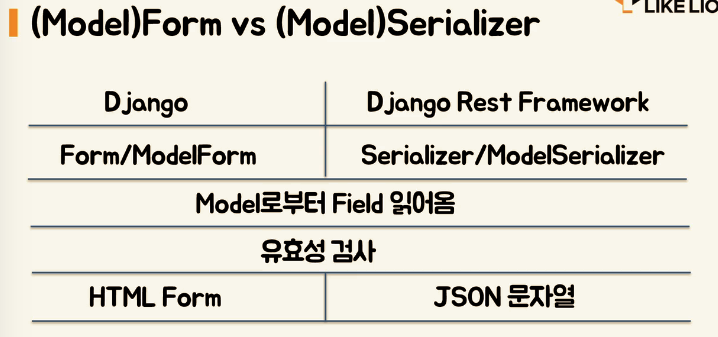 (Model)Form vs (Model)Serializer
LIKE LIO
Django Django Rest Framework
Form/ModelForm Serializer/ModelSerializer
Model로부터 Field 읽어옴
유효성 검사
HTML Form JSON 문자열